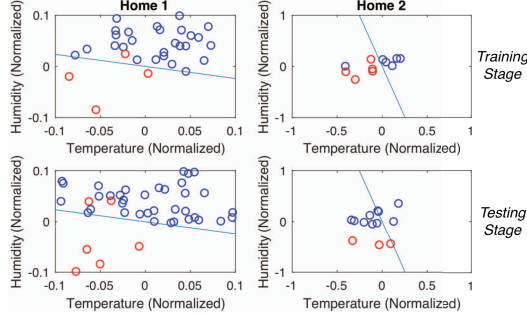 Home 1
Home 2
Humidity (Normalized)
0.1
0
-0.1
-0.1
-0.05
0
0.05
0.1
Temperature (Normalized)
Humidity (Normalized)
1
0
-1
-1
-0.5
0
0.5
1
Temperature (Normalized)
Training
Stage
Humidity (Normalized)
0.1
0
-0.1
-0.1
-0.05
0
0.05
0.1
Temperature (Normalized)
Humidity (Normalized)
1
0
-1
-1
-0.5
0
0.5
1
Temperature (Normalized)
Testing
Stage